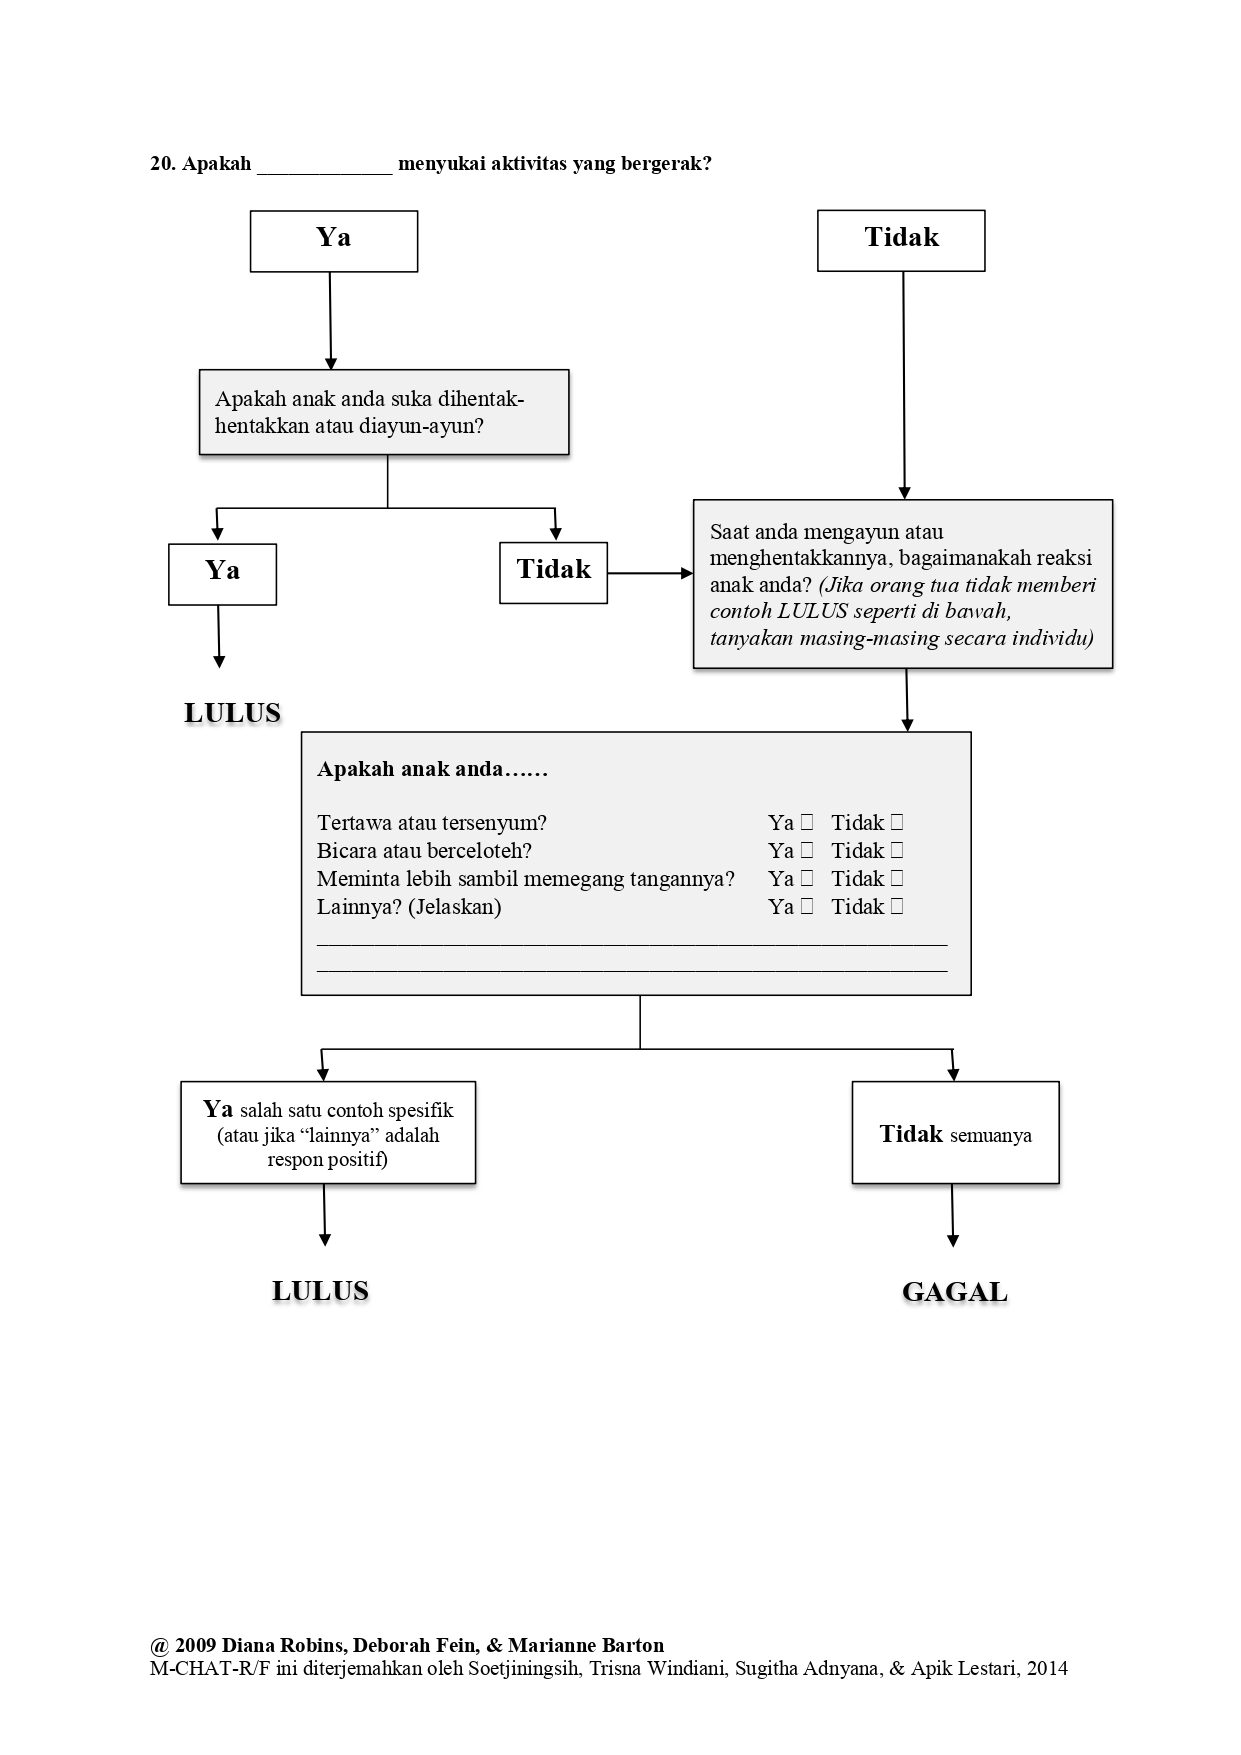 20. Apakah _____________ menyukai aktivitas yang bergerak?
Ya
Tidak
Apakah anak anda suka dihentak-
hentakkan atau diayun-ayun?
Ya
Tidak
Saat anda mengayun atau
menghentakkannya, bagaimanakah reaksi
anak anda? (Jika orang tua tidak memberi
contoh LULUS seperti di bawah,
tanyakan masing-masing secara individu)
LULUS
Apakah anak anda……
Tertawa atau tersenyum? Ya □ Tidak □
Bicara atau berceloteh? Ya □ Tidak □
Meminta lebih sambil memegang tangannya? Ya □ Tidak □
Lainnya? (Jelaskan) Ya □ Tidak □
____________________________________________________________
____________________________________________________________
Ya salah satu contoh spesifik
(atau jika “lainnya” adalah
respon positif)
Tidak semuanya
LULUS
GAGAL
@ 2009 Diana Robins, Deborah Fein, & Marianne Barton
M-CHAT-R/F ini diterjemahkan oleh Soetjiningsih, Trisna Windiani, Sugitha Adnyana, & Apik Lestari, 2014